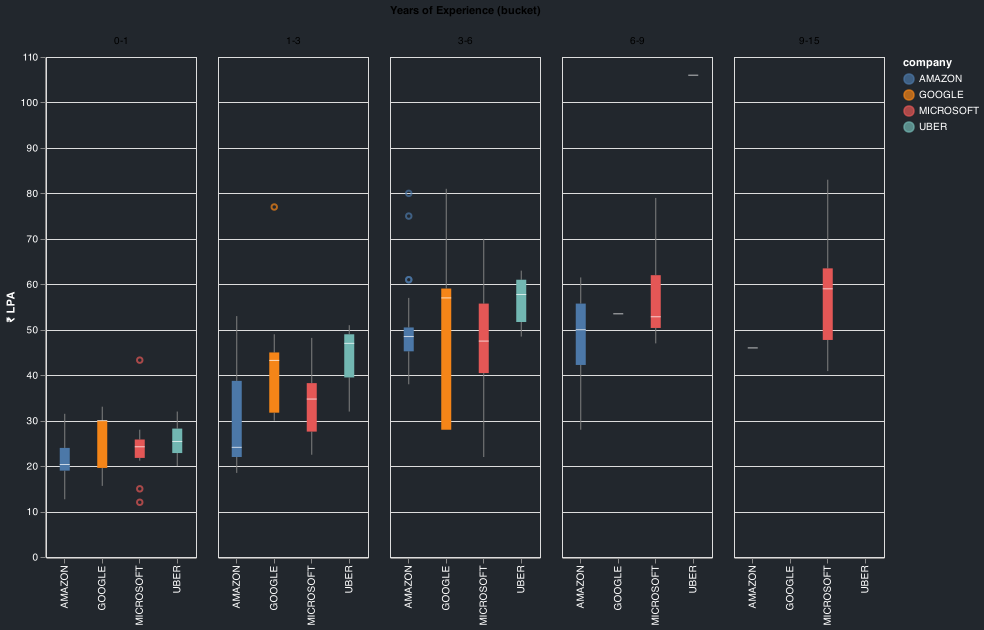 Years of Experience (bucket)
0-1
1-3
3-6
6-9
9-15
110
100
90
80
70
60
50
40
30
20
10
0
₹ LPA
AMAZON
GOOGLE
MICROSOFT
UBER
AMAZON
GOOGLE
MICROSOFT
UBER
AMAZON
GOOGLE
MICROSOFT
UBER
AMAZON
GOOGLE
MICROSOFT
UBER
AMAZON
GOOGLE
MICROSOFT
UBER
company
AMAZON
GOOGLE
MICROSOFT
UBER